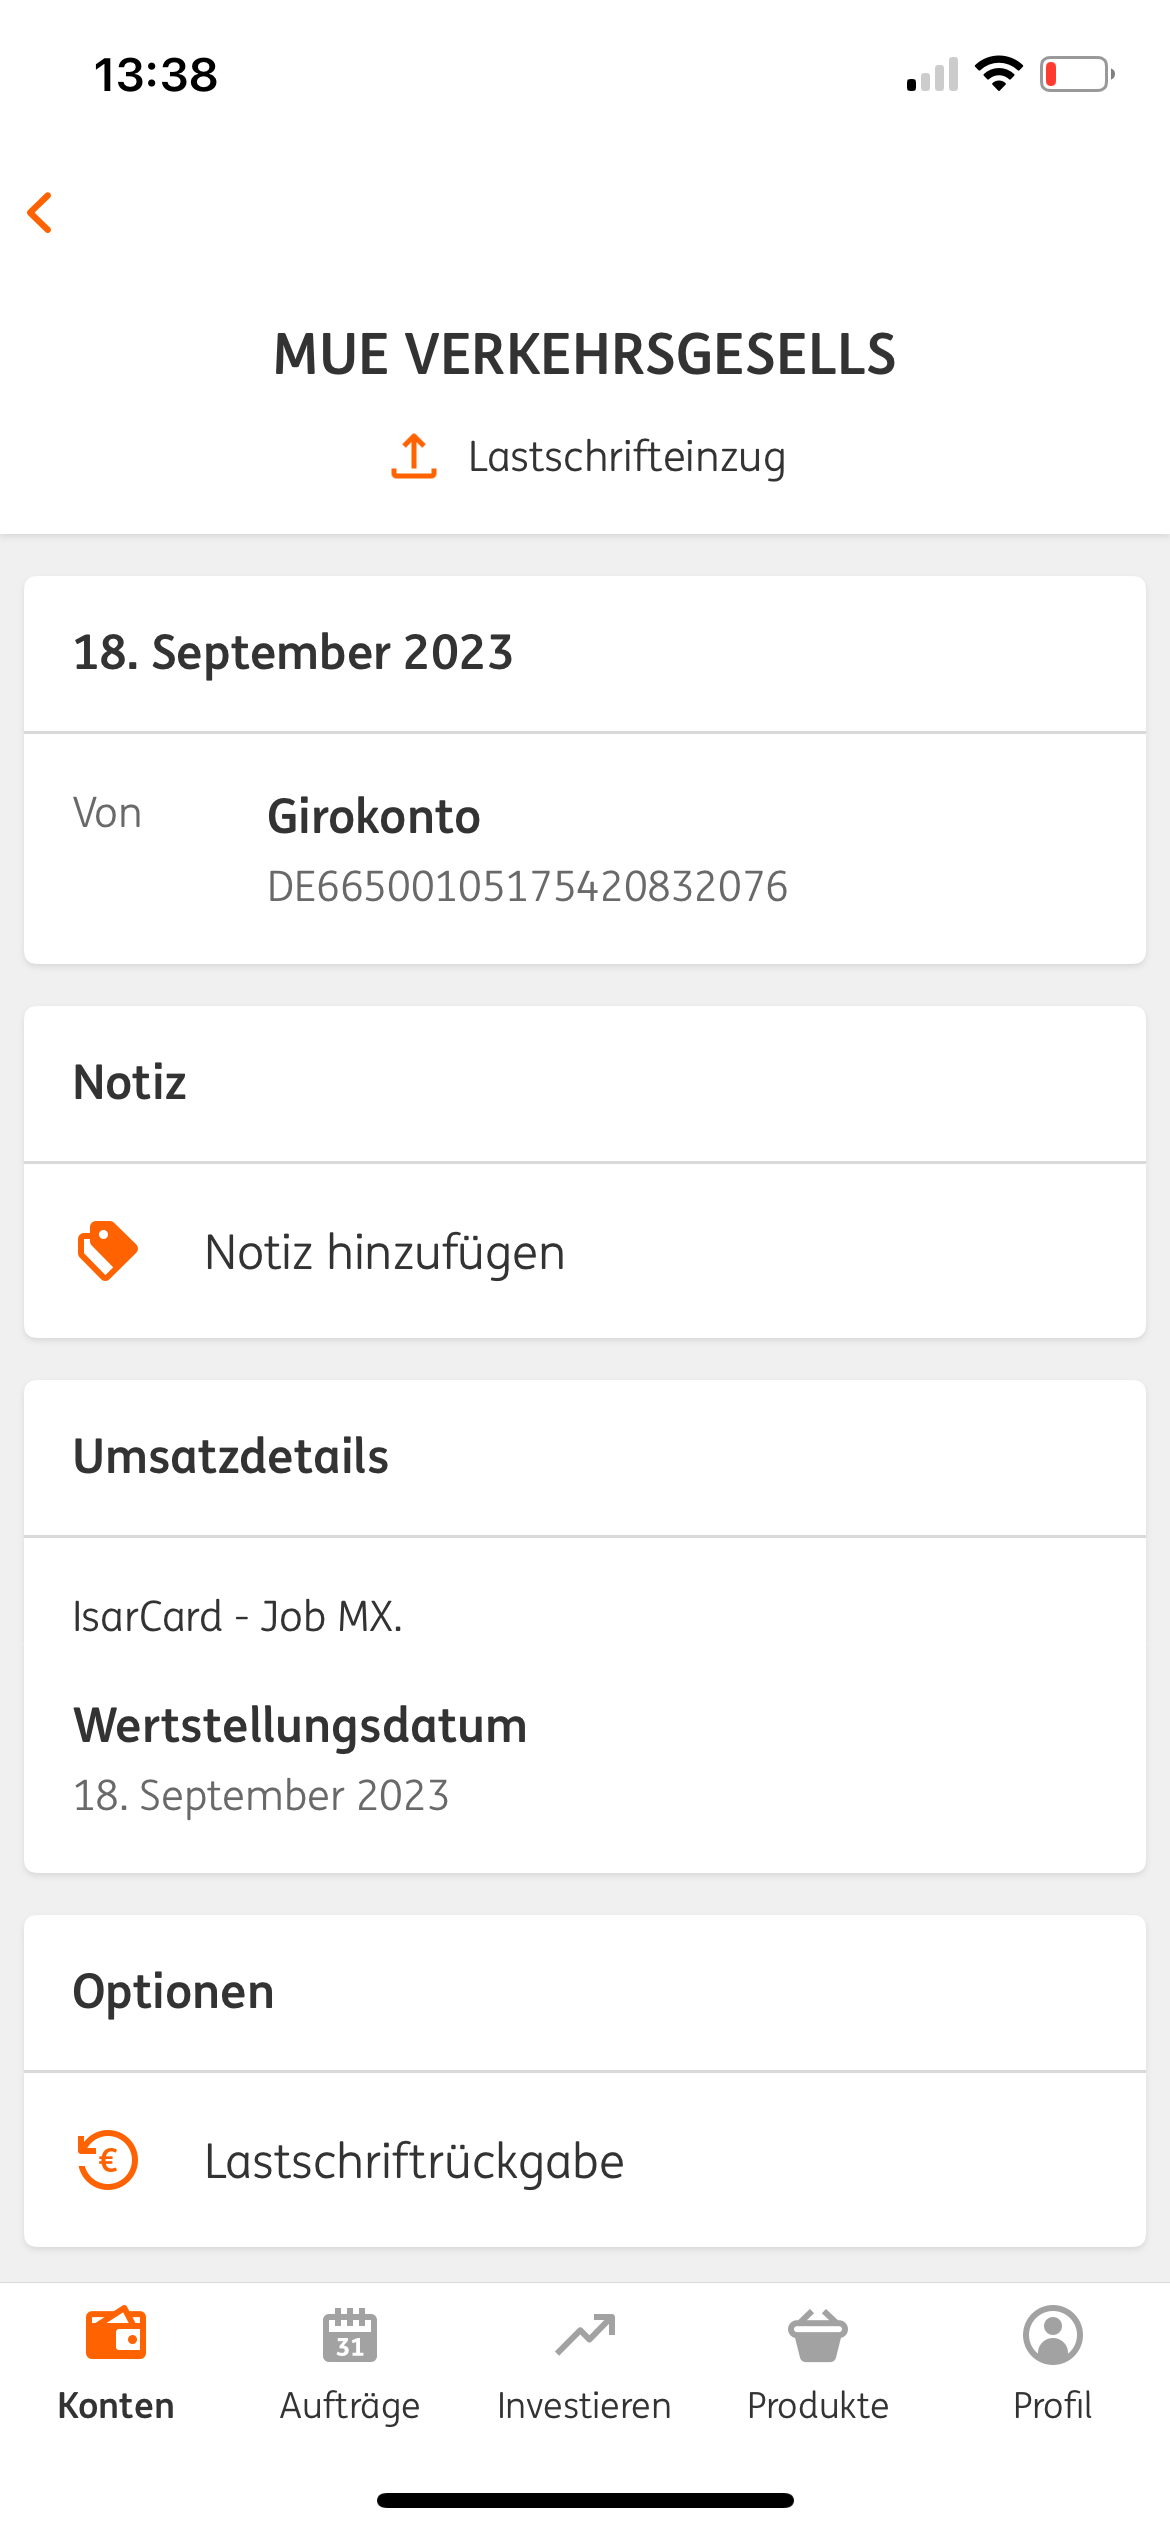 13:38
MUE VERKEHRSGESELLS
Lastschrifteinzug
18. September 2023
Von
Girokonto
DE66500105175420832076
Notiz
Notiz hinzufügen
Umsatzdetails
IsarCard - Job MX.
Wertstellungsdatum
18. September 2023
Optionen
€
Lastschriftrückgabe
31
Konten
Aufträge
Investieren
Produkte
Profil